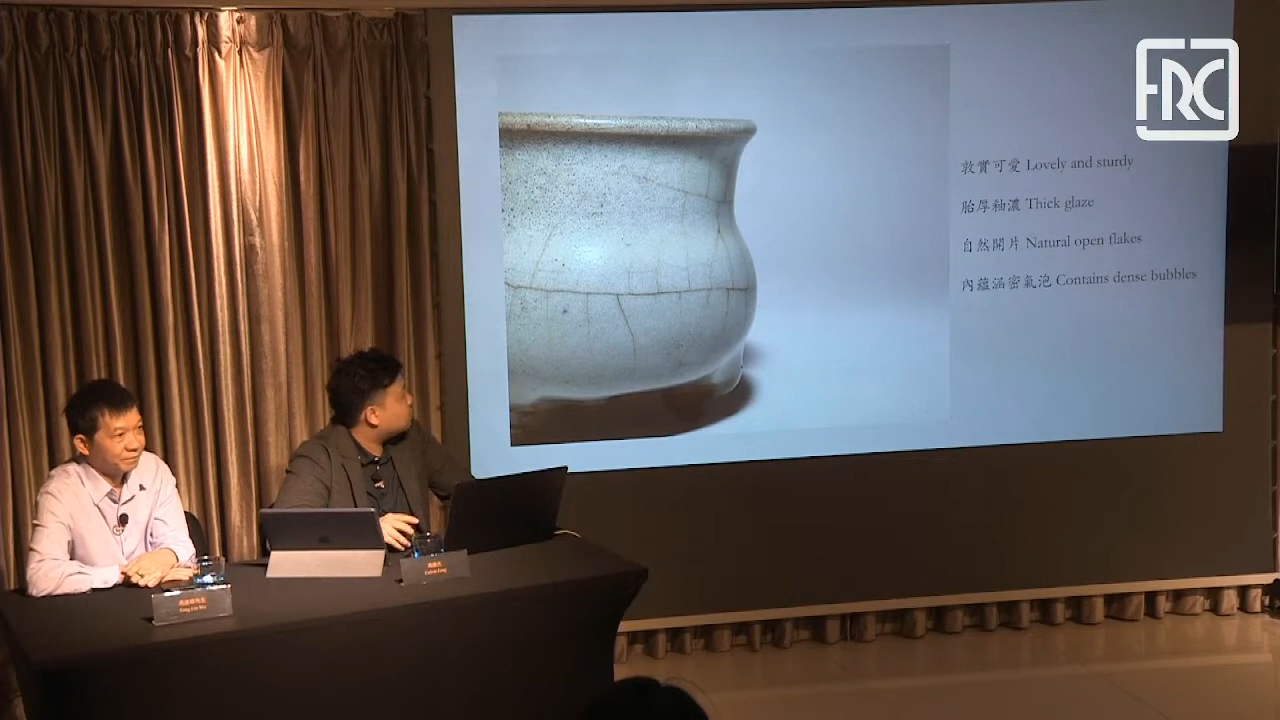 FRC
敦實可愛 Lovely and sturdy
胎厚釉濃 Thick glaze
自然開片 Natural open flakes
內蘊涵密氣泡 Contains dense bubbles